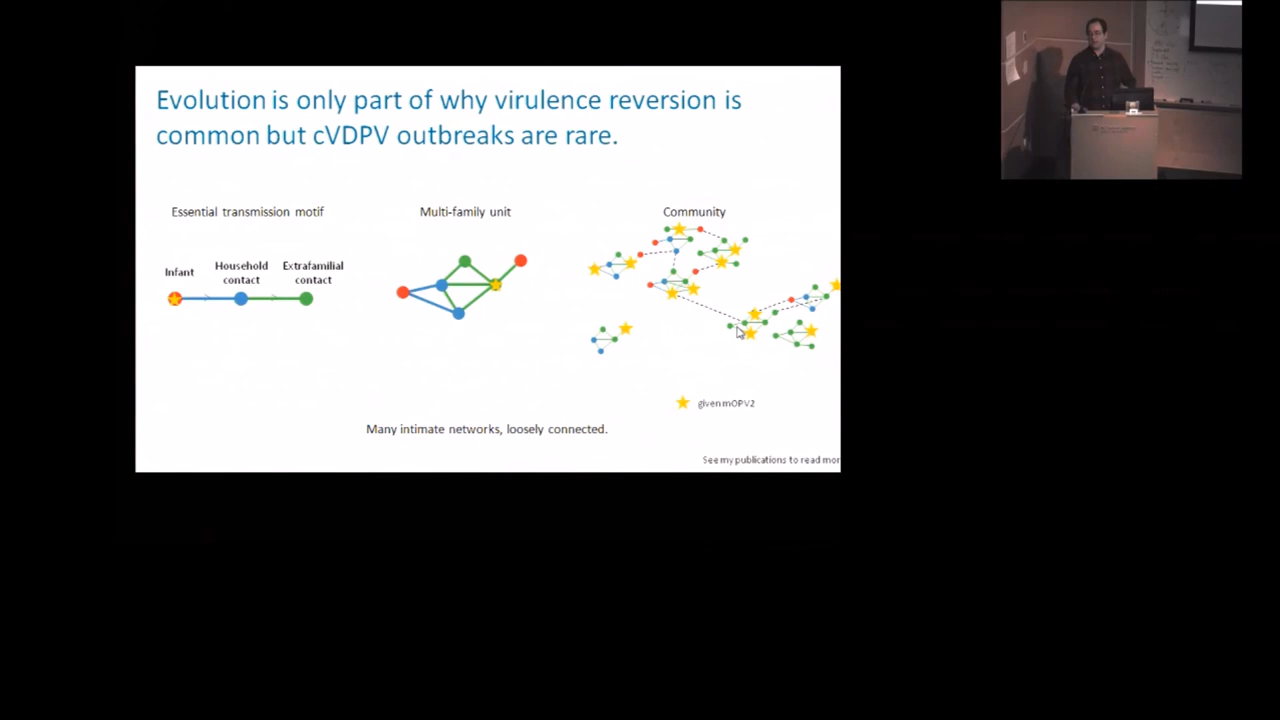 Evolution is only part of why virulence reversion is
common but cVDPV outbreaks are rare.
Essential transmission motif
Multi-family unit
Community
Infant
Household
contact
Extrafamilial
contact
given mOPV2
Many intimate networks, loosely connected.
See my publications to read mor